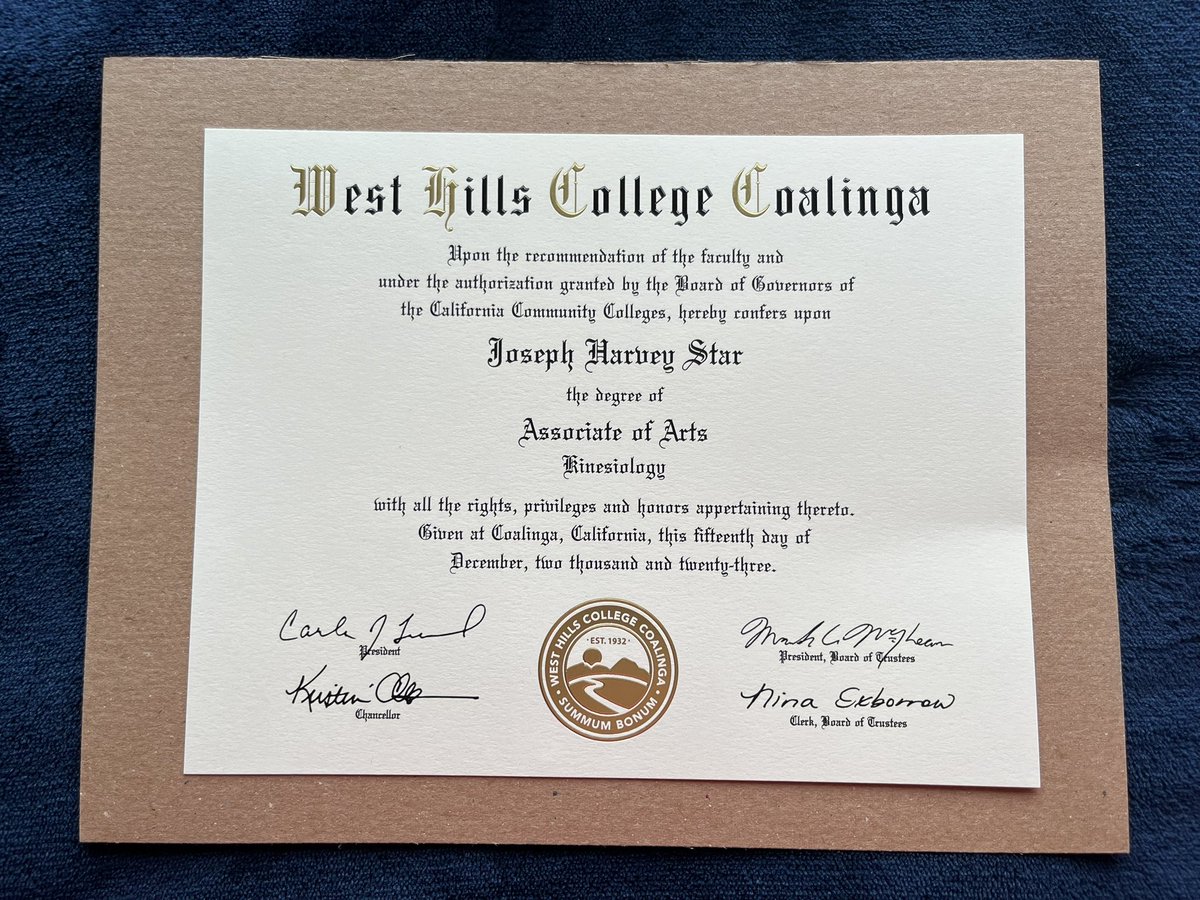 West Hills College Coalinga
Upon the recommendation of the faculty and
under the authorization granted by the Board of Governors of
the California Community Colleges, hereby confers upon
Joseph Harvey Star
the degree of
Associate of Arts
Kinesiology
with all the rights, privileges and honors appertaining thereto.
Given at Coalinga, California, this fifteenth day of
December, two thousand and twenty-three.
President
Kristin
Chancellor
WEST HILLS COLLEGE COALINGA
· EST. 1932 ·
· SUMMUM BONUM ·
President, Board of Trustees
Nina Exborrow
Clerk, Board of Trustees